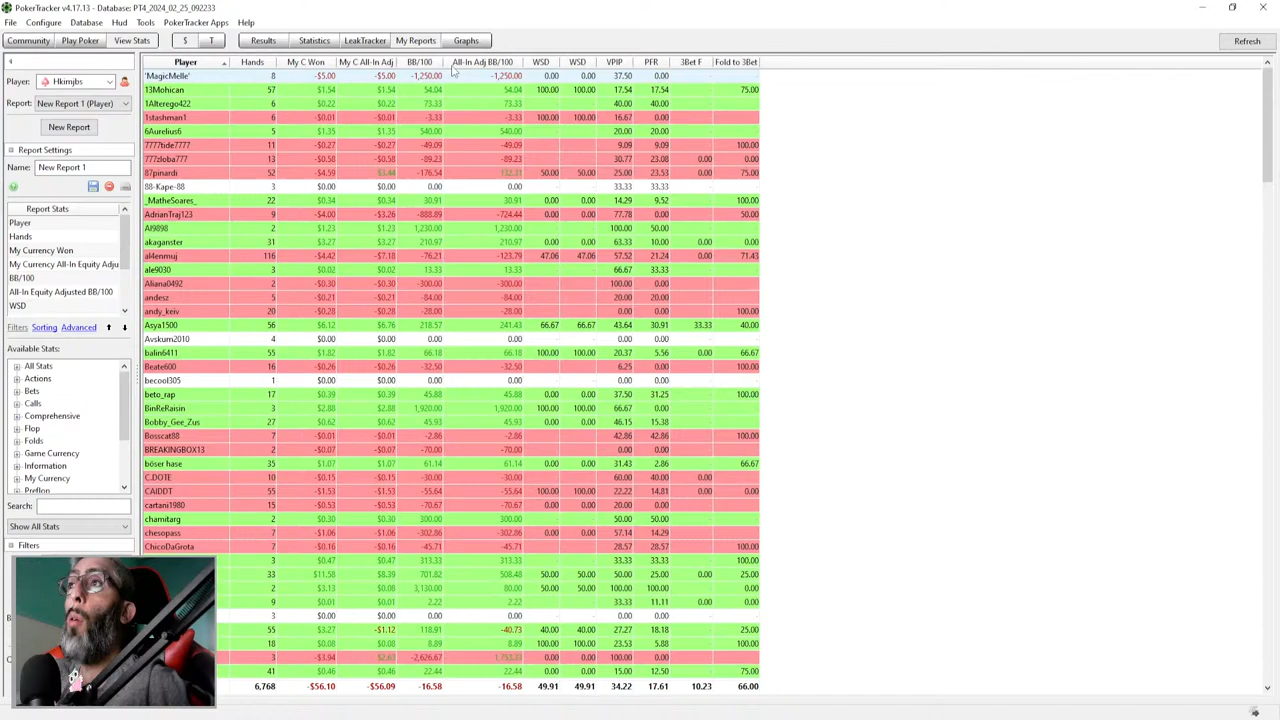 PokerTracker v4.17.13 - Database: PT4_2024_02_25_092233
File Configure Database Hud Tools PokerTracker Apps Help
Community Play Poker View Stats $ T Results Statistics LeakTracker My Reports Graphs Refresh
Player: Hkimjbs
Report: New Report 1 (Player)
New Report
Report Settings
Name: New Report 1
Report Stats
Player
Hands
My Currency Won
My Currency All-In Equity Adju
BB/100
All-In Equity Adjusted BB/100
WSD
Filters Sorting Advanced
Available Stats:
All Stats
Actions
Bets
Calls
Comprehensive
Flop
Folds
Game Currency
Information
My Currency
Preflop
Search:
Show All Stats
Filters
Player Hands My C Won My C All-In Adj BB/100 All-In Adj BB/100 WSD WSD VPIP PFR 3Bet F Fold to 3Bet
'MagicMelle' 8 -$5.00 -$5.00 -1,250.00 -1,250.00 0.00 0.00 37.50 0.00
13Mohican 57 $1.54 $1.54 54.04 54.04 100.00 100.00 17.54 17.54 - 75.00
1Alterego422 6 $0.22 $0.22 73.33 73.33 - - 40.00 40.00 - -
1stashman1 6 -$0.01 -$0.01 -3.33 -3.33 100.00 100.00 16.67 0.00
6Aurelius6 5 $1.35 $1.35 540.00 540.00 - - 20.00 20.00 - -
7777tide7777 11 -$0.27 -$0.27 -49.09 -49.09 9.09 9.09 100.00
777zloba777 13 -$0.58 -$0.58 -89.23 -89.23 30.77 23.08 0.00 0.00
87pinardi 52 -$4.59 $3.44 -176.54 132.31 50.00 50.00 25.00 23.53 0.00 75.00
88-Kape-88 3 $0.00 $0.00 0.00 0.00 - - 33.33 33.33 - -
_MatheSoares_ 22 $0.34 $0.34 30.91 30.91 - - 14.29 9.52 - 100.00
AdrianTraj123 9 -$4.00 -$3.26 -888.89 -724.44 0.00 0.00 77.78 0.00 50.00
Al9898 2 $1.23 $1.23 1,230.00 1,230.00 - - 100.00 50.00 - -
akaganster 31 $3.27 $3.27 210.97 210.97 0.00 0.00 63.33 10.00 0.00 0.00
al4enmuj 116 -$4.42 -$7.18 -76.21 -123.79 47.06 47.06 57.52 21.24 0.00 71.43
ale9030 3 $0.02 $0.02 13.33 13.33 - - 66.67 33.33 - -
Aliana0492 2 -$0.30 -$0.30 -300.00 -300.00 100.00 0.00
andesz 5 -$0.21 -$0.21 -84.00 -84.00 20.00 20.00
andy_keiv 20 -$0.28 -$0.28 -28.00 -28.00 0.00 0.00 100.00
Asya1500 56 $6.12 $6.76 218.57 241.43 66.67 66.67 43.64 30.91 33.33 40.00
Avskum2010 4 $0.00 $0.00 0.00 0.00 - - 0.00 0.00 - -
balin6411 55 $1.82 $1.82 66.18 66.18 100.00 100.00 20.37 5.56 0.00 66.67
Beate600 16 -$0.26 -$0.26 -32.50 -32.50 6.25 0.00 100.00
becool305 1 $0.00 $0.00 0.00 0.00 - - 0.00 0.00 - -
beto_rap 17 $0.39 $0.39 45.88 45.88 - - 37.50 31.25 - 100.00
BinReRaisin 3 $2.88 $2.88 1,920.00 1,920.00 100.00 100.00 66.67 0.00 - -
Bobby_Gee_Zus 27 $0.62 $0.62 45.93 45.93 - - 46.15 15.38 - -
Bosscat88 7 -$0.01 -$0.01 -2.86 -2.86 42.86 42.86 100.00
BREAKINGBOX13 2 -$0.07 -$0.07 -70.00 -70.00 0.00 0.00
böser hase 35 $1.07 $1.07 61.14 61.14 0.00 0.00 31.43 2.86 0.00 66.67
C.DOTE 10 -$0.15 -$0.15 -30.00 -30.00 60.00 40.00 0.00
CAIDDT 55 -$1.53 -$1.53 -55.64 -55.64 100.00 100.00 22.22 14.81 0.00 0.00
cartani1980 15 -$0.53 -$0.53 -70.67 -70.67 0.00 0.00 26.67 6.67
chamitarg 2 $0.30 $0.30 300.00 300.00 - - 50.00 50.00 - -
chesopass 7 -$1.06 -$1.06 -302.86 -302.86 0.00 0.00 57.14 14.29
ChicoDaGrota 7 -$0.16 -$0.16 -45.71 -45.71 28.57 28.57 100.00
3 $0.47 $0.47 313.33 313.33 - - 33.33 33.33 - 100.00
33 $11.58 $8.39 701.82 508.48 50.00 50.00 50.00 25.00 0.00 25.00
2 $3.13 $0.08 3,130.00 80.00 50.00 50.00 100.00 100.00 - -
9 $0.01 $0.01 2.22 2.22 - - 33.33 11.11 0.00 0.00
3 $0.00 $0.00 0.00 0.00 - - 0.00 0.00 - -
55 $3.27 -$1.12 118.91 -40.73 40.00 40.00 27.27 18.18 - 25.00
18 $0.08 $0.08 8.89 8.89 100.00 100.00 23.53 5.88 - 100.00
3 -$3.94 $2.63 -2,626.67 1,753.33 0.00 0.00 100.00 0.00
41 $0.46 $0.46 22.44 22.44 0.00 0.00 15.00 12.50 - 75.00
6,768 -$56.10 -$56.09 -16.58 -16.58 49.91 49.91 34.22 17.61 10.23 66.00